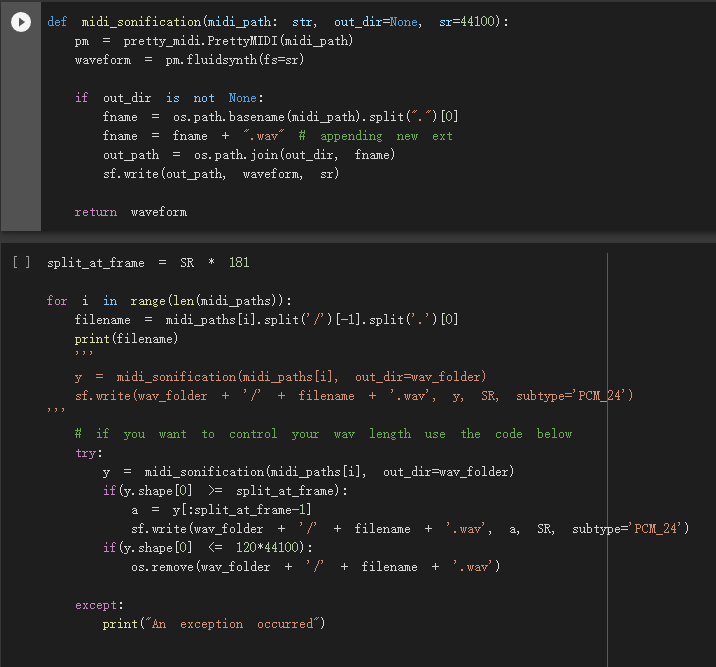 def midi_sonification(midi_path: str, out_dir=None, sr=44100):
    pm = pretty_midi.PrettyMIDI(midi_path)
    waveform = pm.fluidsynth(fs=sr)
    if out_dir is not None:
        fname = os.path.basename(midi_path).split(".")[0]
        fname = fname + ".wav" # appending new ext
        out_path = os.path.join(out_dir, fname)
        sf.write(out_path, waveform, sr)
    return waveform
[ ] split_at_frame = SR * 181
for i in range(len(midi_paths)):
    filename = midi_paths[i].split('/')[-1].split('.')[0]
    print(filename)
    '''
    y = midi_sonification(midi_paths[i], out_dir=wav_folder)
    sf.write(wav_folder + '/' + filename + '.wav', y, SR, subtype='PCM_24')
'''
    # if you want to control your wav length use the code below
    try:
        y = midi_sonification(midi_paths[i], out_dir=wav_folder)
        if(y.shape[0] >= split_at_frame):
            a = y[:split_at_frame-1]
            sf.write(wav_folder + '/' + filename + '.wav', a, SR, subtype='PCM_24')
        if(y.shape[0] <= 120*44100):
            os.remove(wav_folder + '/' + filename + '.wav')
    except:
        print("An exception occurred")